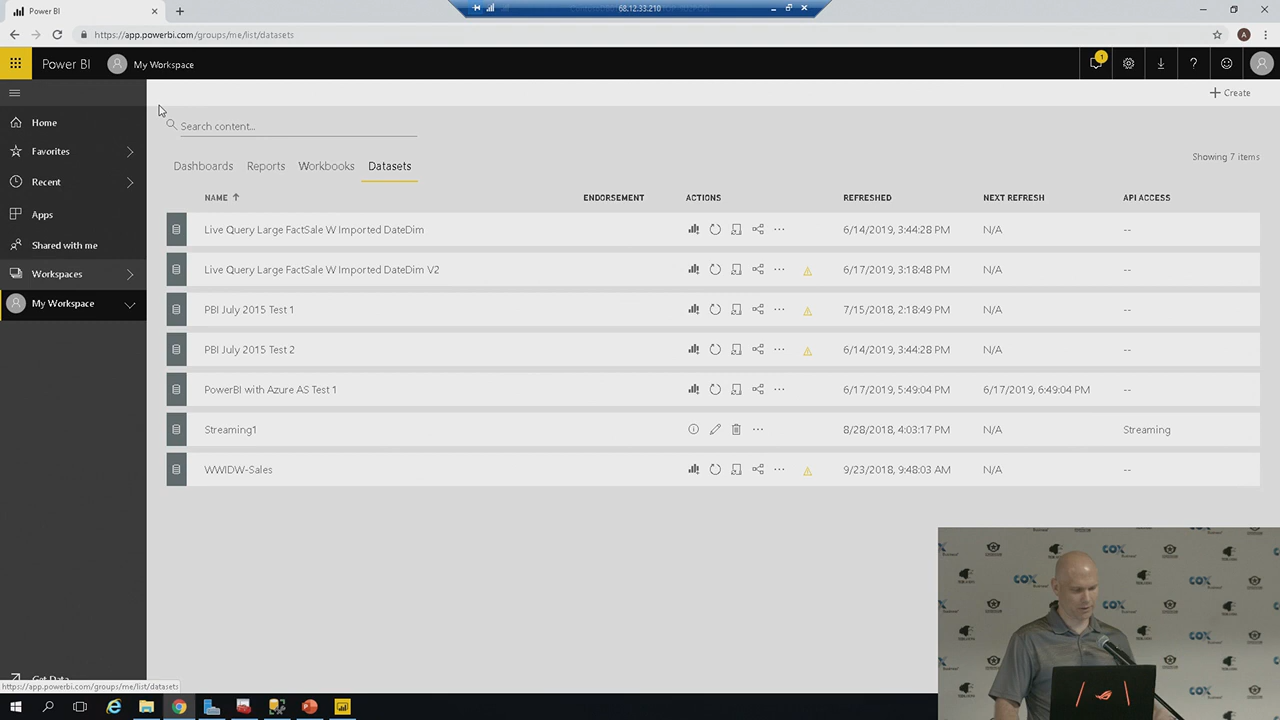 Power BI
68.12.33.210
https://app.powerbi.com/groups/me/list/datasets
A
Power BI My Workspace
1
Create
Home
Favorites
Recent
Apps
Shared with me
Workspaces
My Workspace
Search content...
Showing 7 items
Dashboards Reports Workbooks Datasets
NAME ENDORSEMENT ACTIONS REFRESHED NEXT REFRESH API ACCESS
Live Query Large FactSale W Imported DateDim 6/14/2019, 3:44:28 PM N/A --
Live Query Large FactSale W Imported DateDim V2 6/17/2019, 3:18:48 PM N/A --
PBI July 2015 Test 1 7/15/2018, 2:18:49 PM N/A --
PBI July 2015 Test 2 6/14/2019, 3:44:28 PM N/A --
PowerBI with Azure AS Test 1 6/17/2019, 5:49:04 PM 6/17/2019, 6:49:04 PM --
Streaming1 8/28/2018, 4:03:17 PM N/A Streaming
WWIDW-Sales 9/23/2018, 9:48:03 AM N/A --
Get Data
https://app.powerbi.com/groups/me/list/datasets
COX
COX
COX
COX
COX